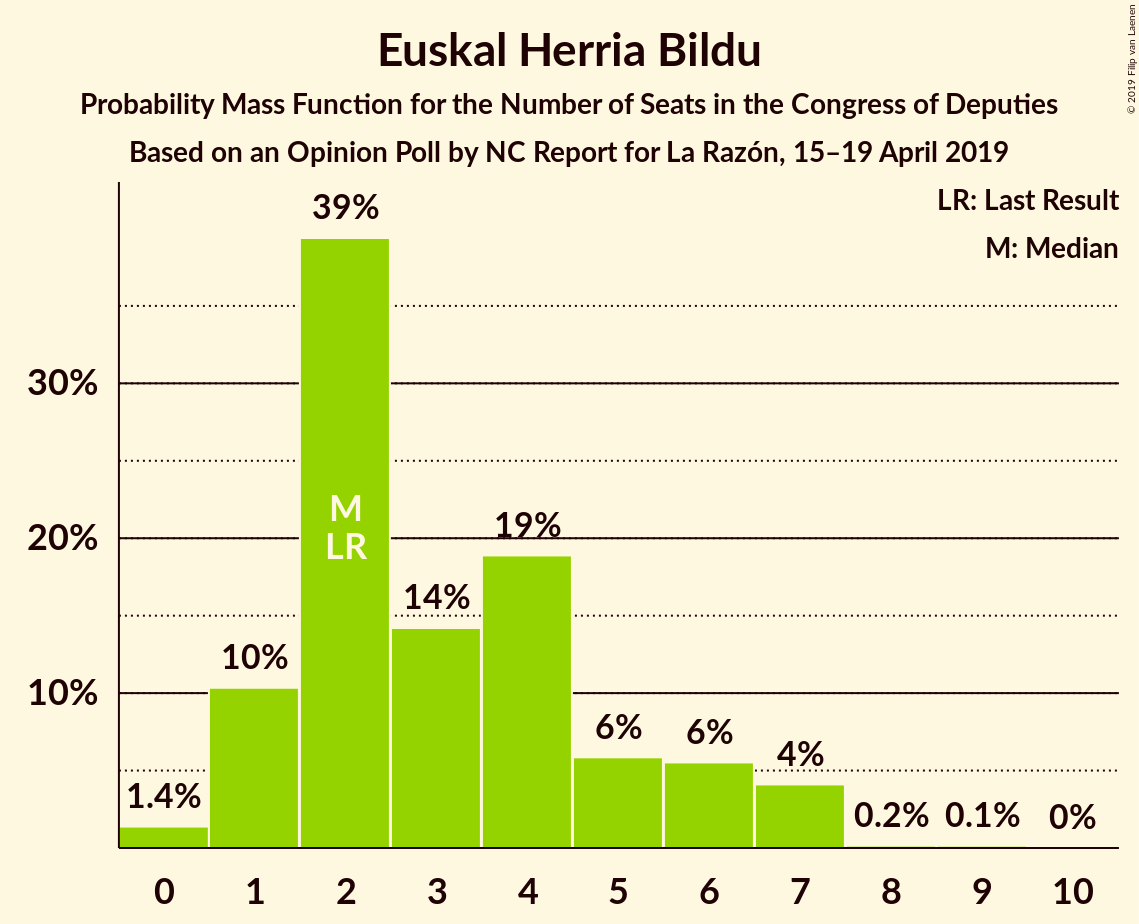 Euskal Herria Bildu
Probability Mass Function for the Number of Seats in the Congress of Deputies
Based on an Opinion Poll by NC Report for La Razón, 15–19 April 2019
© 2019 Filip van Laenen
LR: Last Result
M: Median
39%
30%
M
LR
20%
19%
14%
10%
10%
6%
6%
4%
1.4%
0.2%
0.1%
0%
0 1 2 3 4 5 6 7 8 9 10